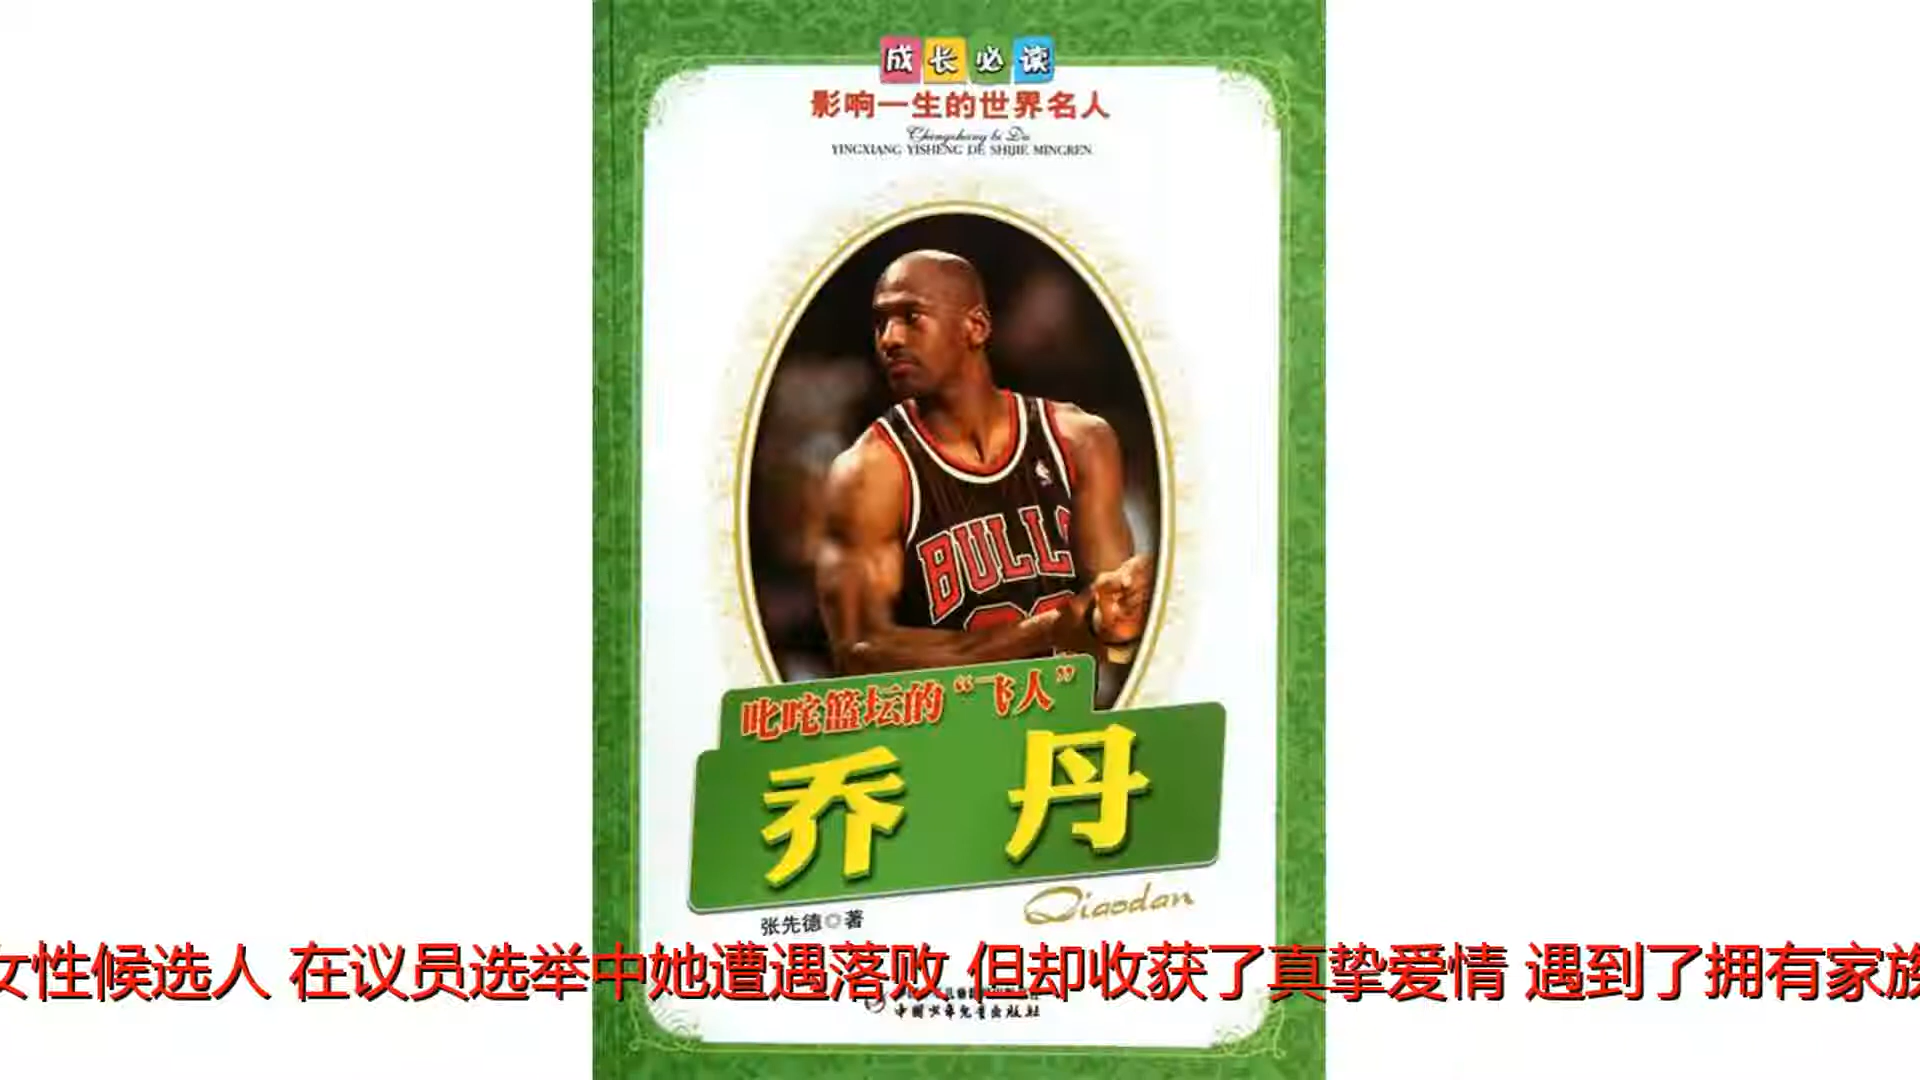 成长必读
影响一生的世界名人
Chengzhang bi Du
YINGXIANG YISHENG DE SHIJIE MINGREN
BULLS
叱咤篮坛的“飞人”
乔丹
Qiaodan
张先德◎著
女性候选人 在议员选举中她遭遇落败 但却收获了真挚爱情 遇到了拥有家族
中国少年儿童出版社